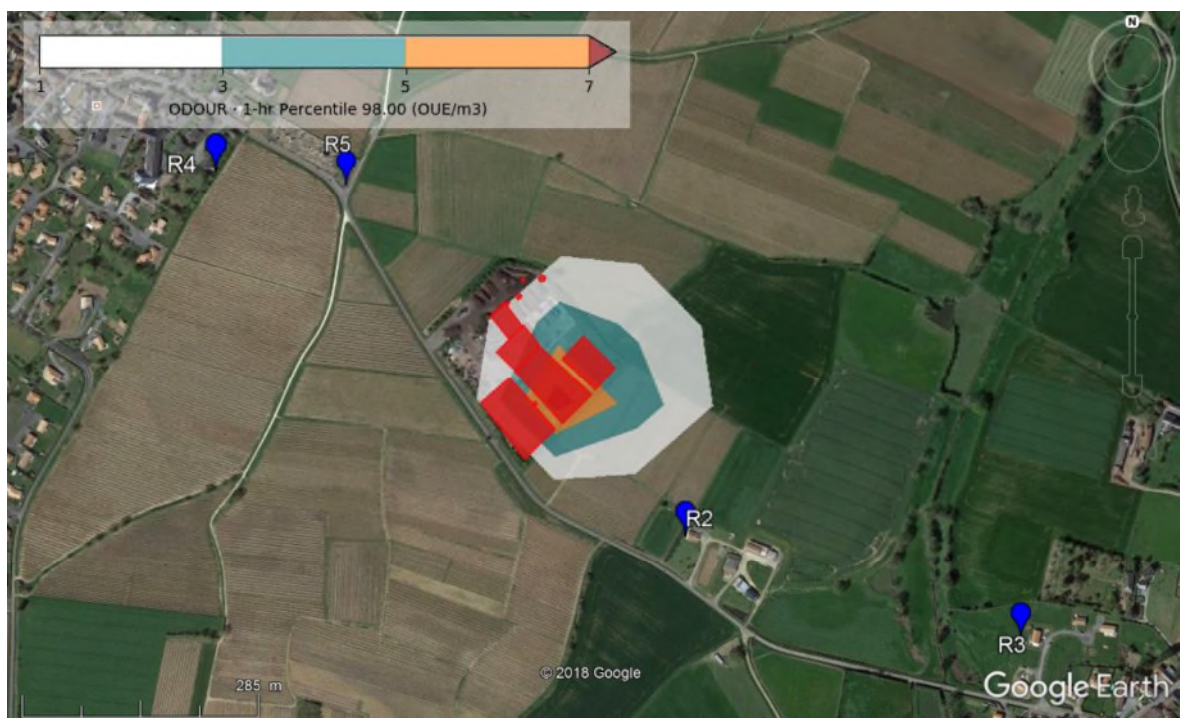 N
1 3 5 7
ODOUR · 1-hr Percentile 98.00 (OUE/m3)
R4
R5
R2
R3
© 2018 Google
285 m
Google Earth